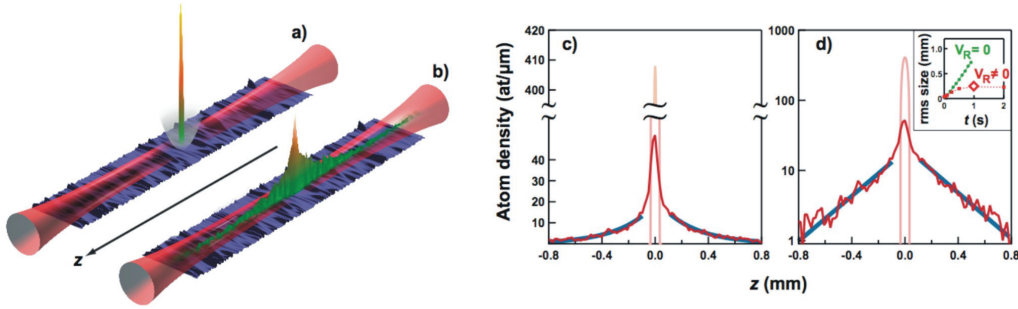 a)
b)
z
c)
Atom density (at/μm)
420
410
400
40
30
20
10
-0.8 -0.4 0.0 0.4 0.8
d)
1000
100
10
1
-0.8 -0.4 0.0 0.4 0.8
z (mm)
rms size (mm)
1.0
0.5
0
V_R = 0
V_R ≠ 0
0 1 2
t (s)